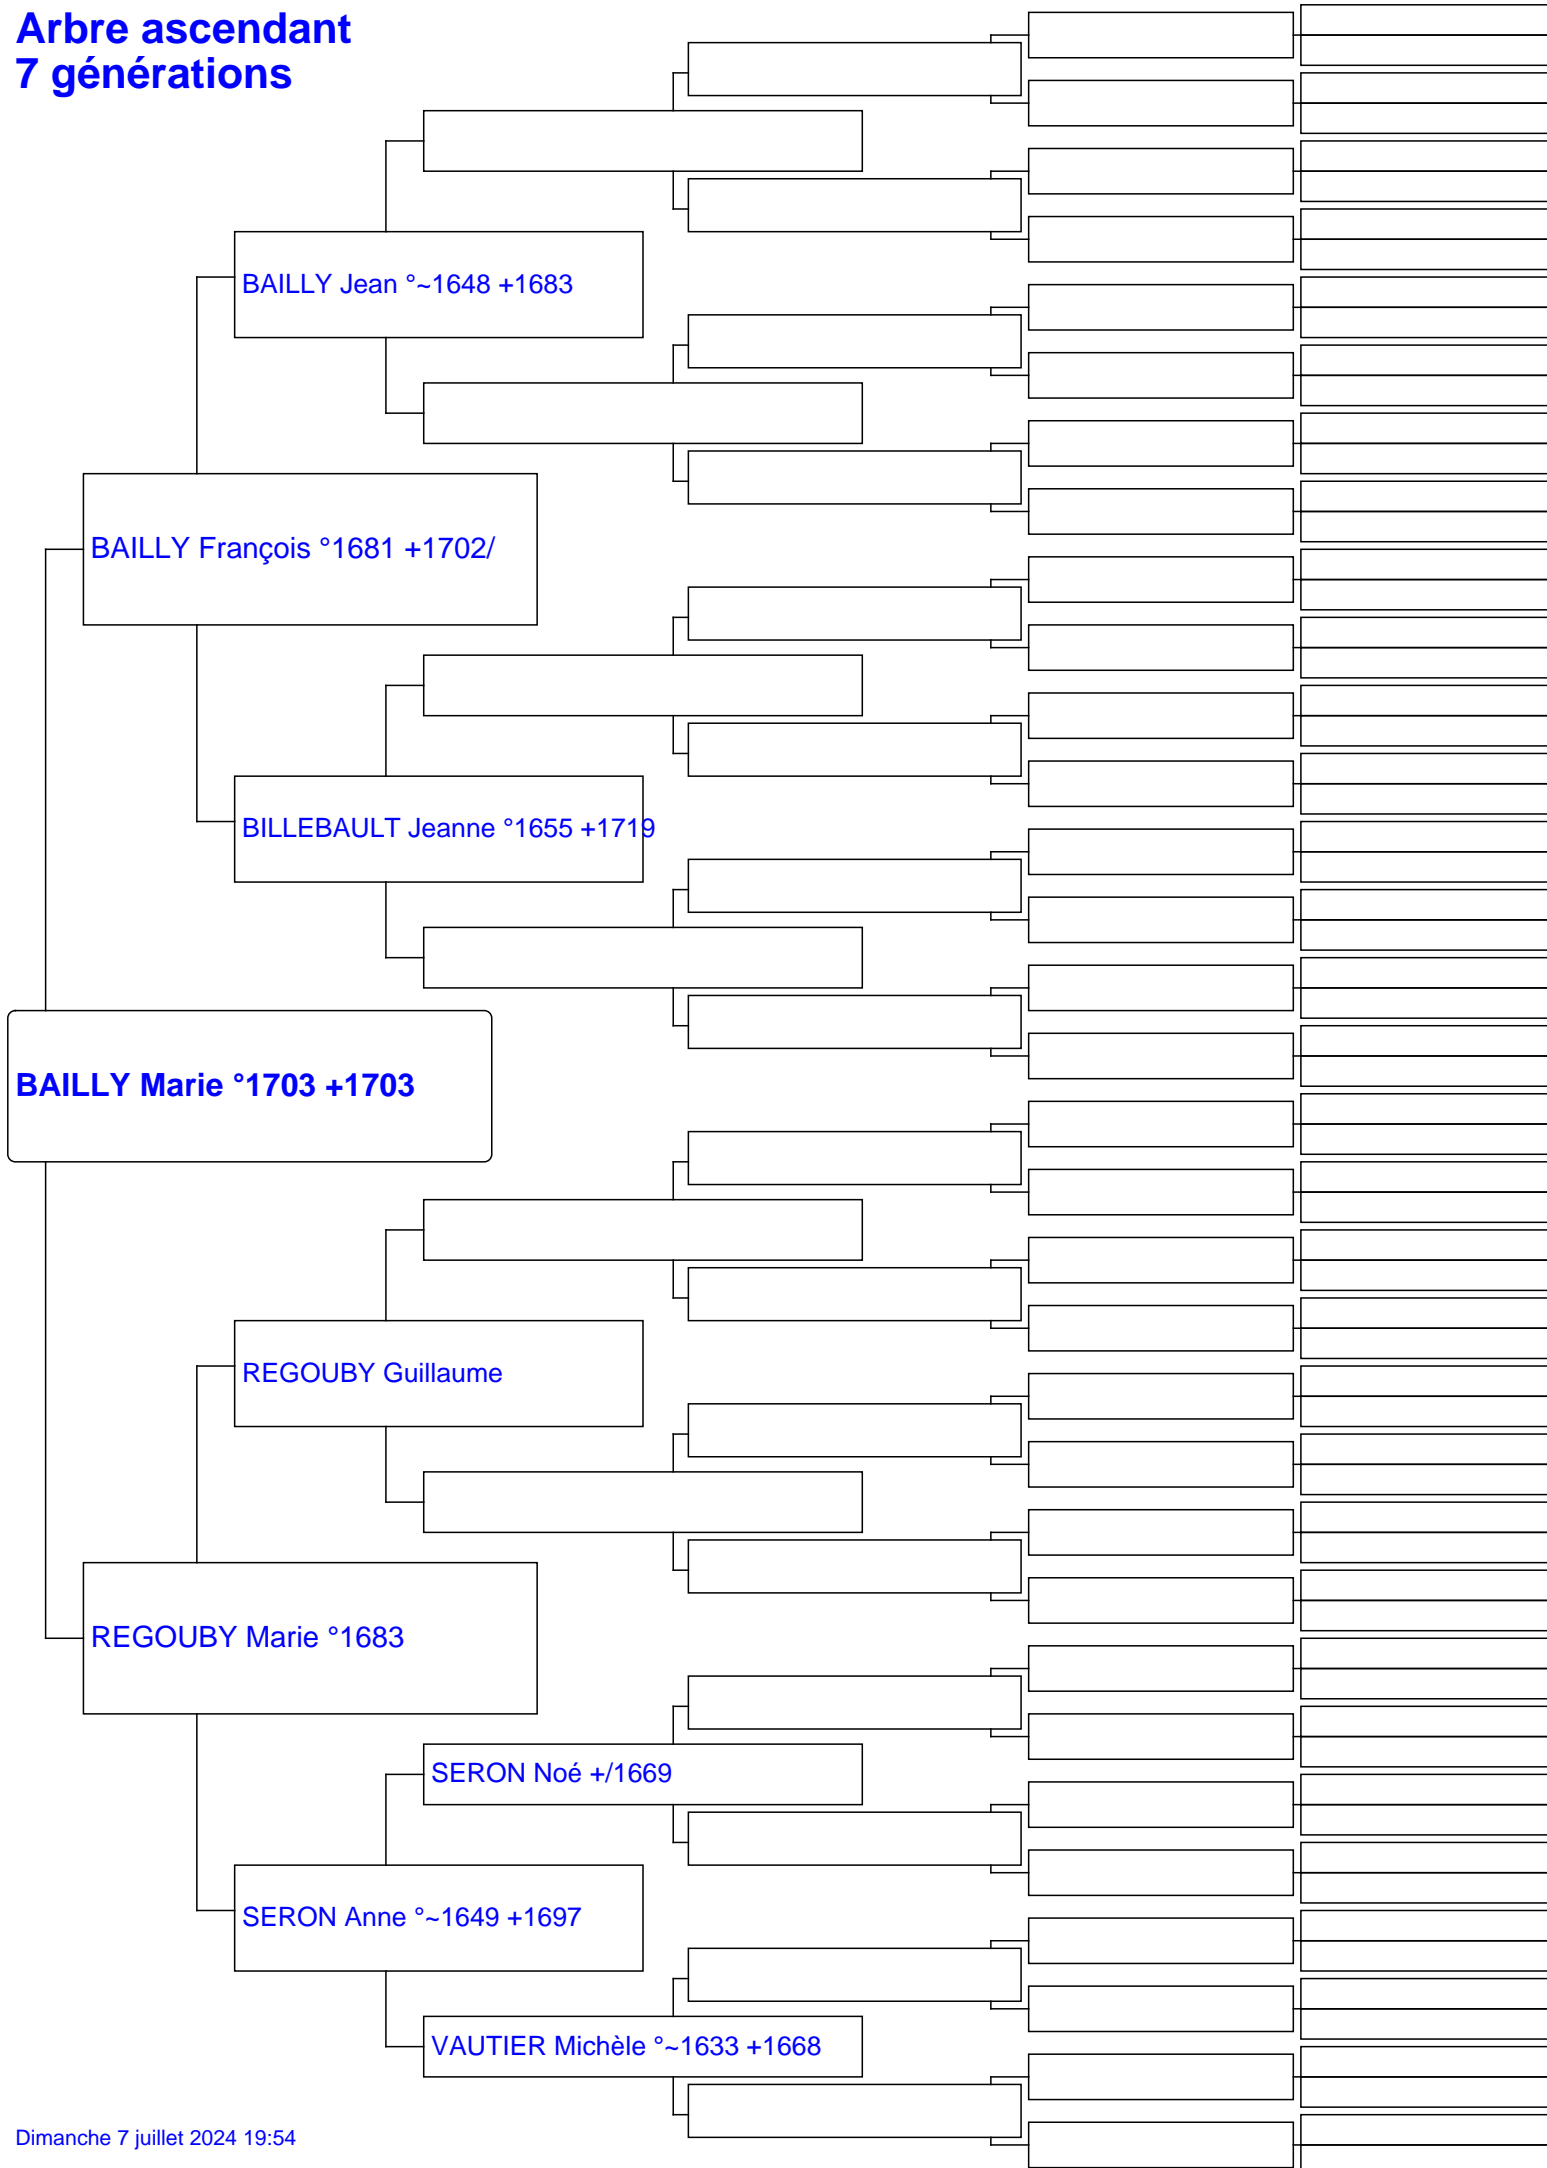 Arbre ascendant
7 générations
BAILLY Jean °~1648 +1683
BAILLY François °1681 +1702/
BILLEBAULT Jeanne °1655 +1719
BAILLY Marie °1703 +1703
REGOUBY Guillaume
REGOUBY Marie °1683
SERON Noé +/1669
SERON Anne °~1649 +1697
VAUTIER Michèle °~1633 +1668
Dimanche 7 juillet 2024 19:54